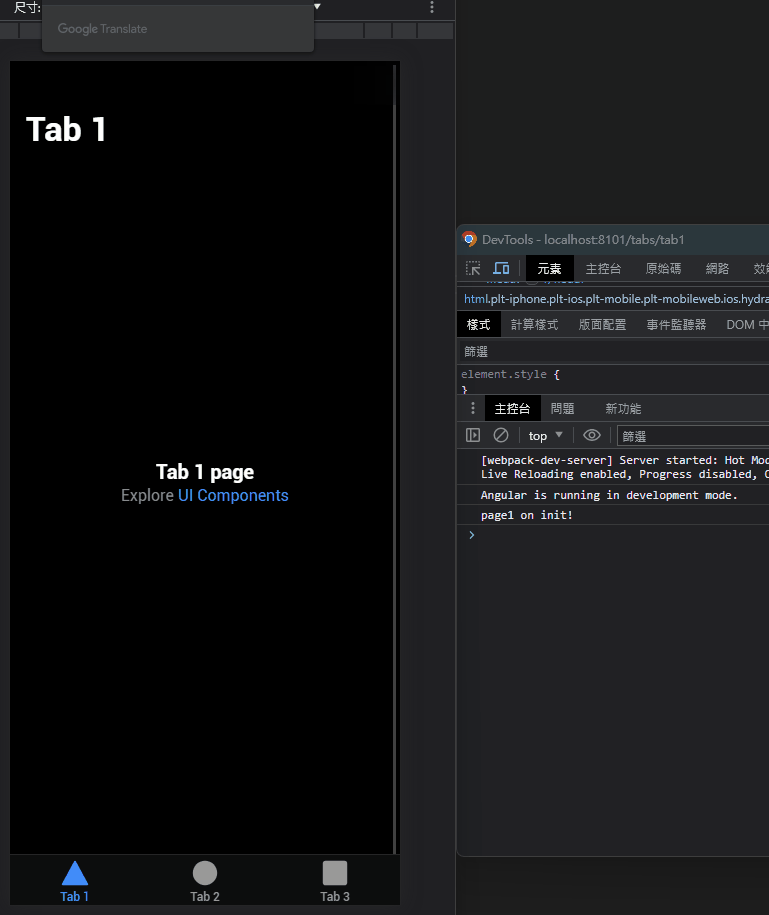 尺寸:
Google Translate
Tab 1
Tab 1 page
Explore UI Components
Tab 1
Tab 2
Tab 3
DevTools - localhost:8101/tabs/tab1
元素 主控台 原始碼 網路 效能
html.plt-iphone.plt-ios.plt-mobile.plt-mobileweb.ios.hydra
樣式 計算樣式 版面配置 事件監聽器 DOM 中
篩選
element.style {
}
主控台 問題 新功能
top 篩選
[webpack-dev-server] Server started: Hot Mod
Live Reloading enabled, Progress disabled, O
Angular is running in development mode.
page1 on init!